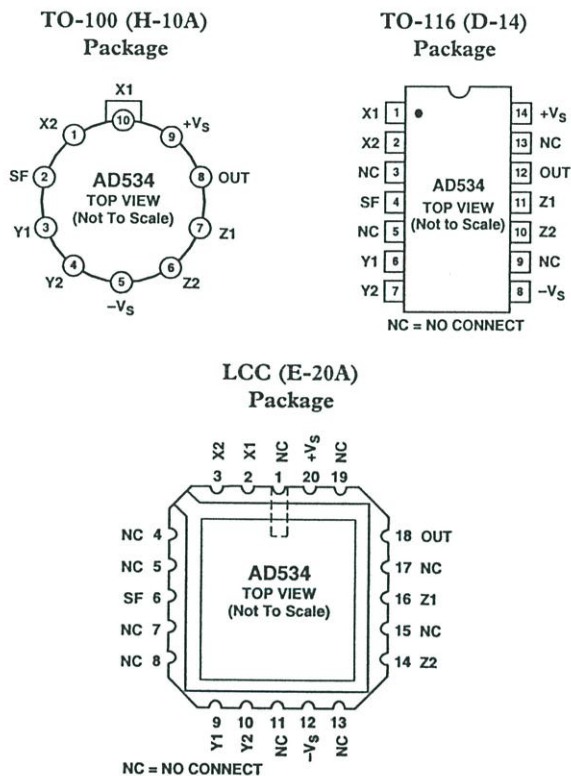 TO-100 (H-10A)
Package
X1
X2
1
10
9
+VS
SF
2
8
OUT
AD534
TOP VIEW
(Not To Scale)
Y1
3
7
Z1
Y2
4
5
6
Z2
–VS
TO-116 (D-14)
Package
X1 1
14 +VS
X2 2
13 NC
NC 3
12 OUT
SF 4
AD534
TOP VIEW
(Not to Scale)
11 Z1
NC 5
10 Z2
Y1 6
9 NC
Y2 7
8 –VS
NC = NO CONNECT
LCC (E-20A)
Package
X2
X1
NC
+VS
NC
3 2 1 20 19
NC 4
18 OUT
NC 5
17 NC
SF 6
16 Z1
NC 7
15 NC
NC 8
14 Z2
AD534
TOP VIEW
(Not To Scale)
9 10 11 12 13
Y1
Y2
NC
–VS
NC
NC = NO CONNECT